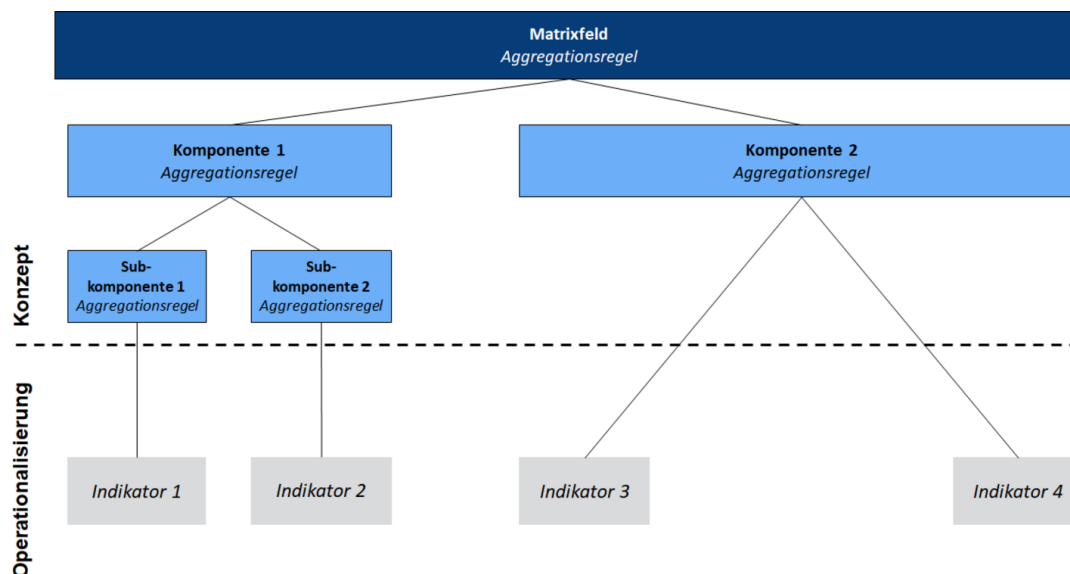 Matrixfeld
Aggregationsregel
Komponente 1
Aggregationsregel
Komponente 2
Aggregationsregel
Konzept
Sub-
komponente 1
Aggregationsregel
Sub-
komponente 2
Aggregationsregel
Operationalisierung
Indikator 1
Indikator 2
Indikator 3
Indikator 4